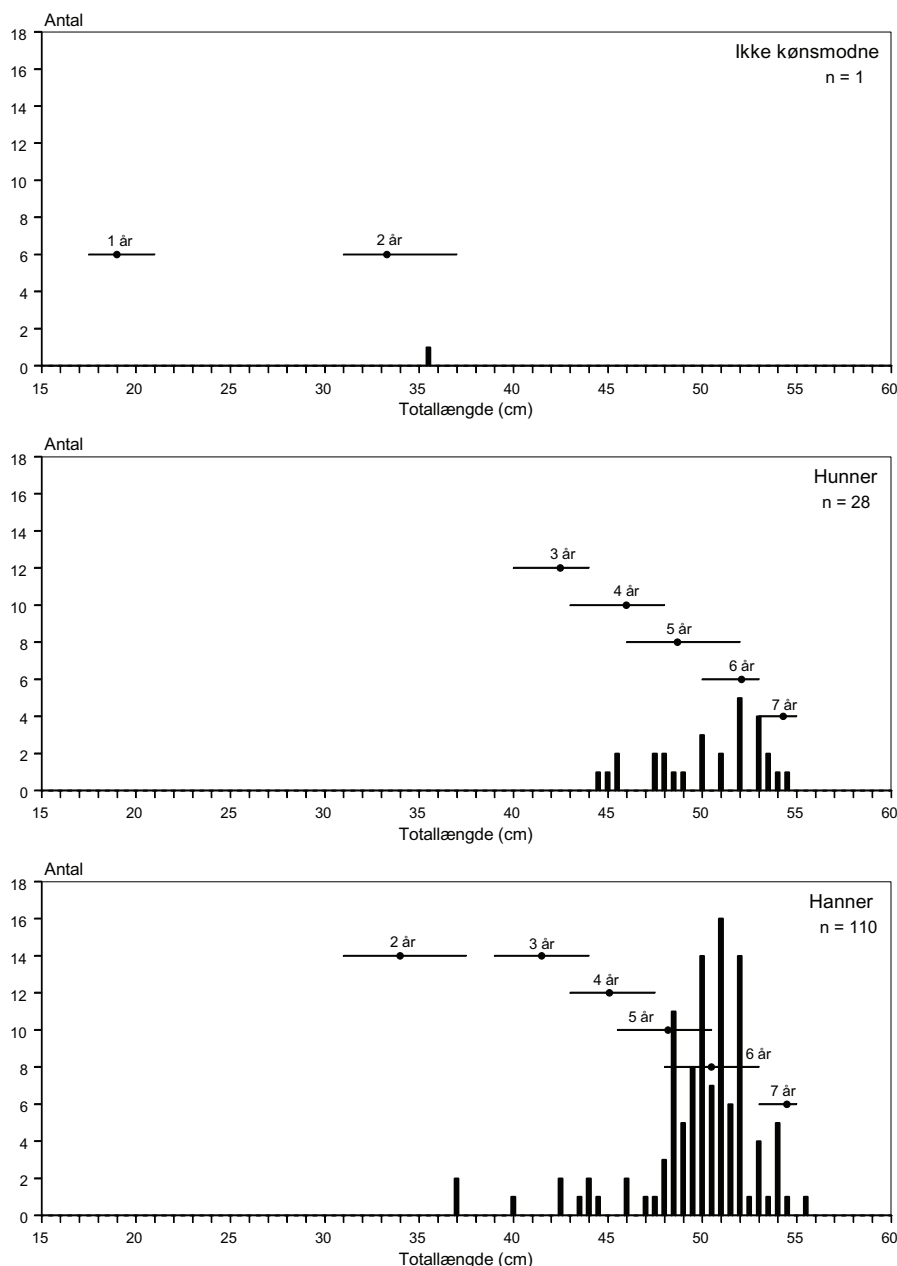 Antal
18
Ikke kønsmodne
16
n = 1
14
12
10
8
1 år 2 år
6
4
2
0
15 20 25 30 35 40 45 50 55 60
Totallængde (cm)
Antal
18
Hunner
16
n = 28
14
3 år
12
4 år
10
5 år
8
6 år
6
7 år
4
2
0
15 20 25 30 35 40 45 50 55 60
Totallængde (cm)
Antal
18
Hanner
16
n = 110
2 år 3 år
14
4 år
12
5 år
10
6 år
8
7 år
6
4
2
0
15 20 25 30 35 40 45 50 55 60
Totallængde (cm)